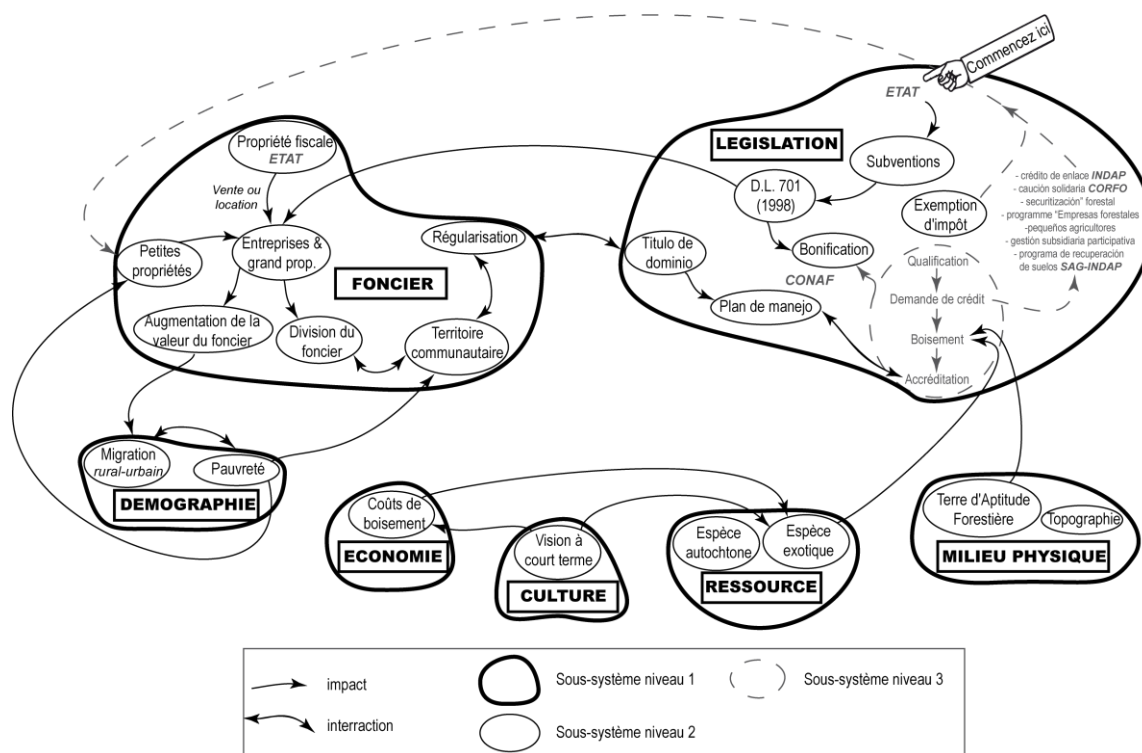 Commencez ici
ETAT
LEGISLATION
Subventions
D.L. 701
(1998)
Exemption
d'impôt
Bonification
CONAF
Titulo de
dominio
Plan de manejo
Qualification
Demande de crédit
Boisement
Accréditation
- crédito de enlace INDAP
- caución solidaria CORFO
- securitización" forestal
- programme "Empresas forestales
-pequeños agricultores
- gestión subsidiaria participativa
- programa de recuperación
de suelos SAG-INDAP
Propriété fiscale
ETAT
Vente ou
location
Petites
propriétés
Entreprises &
grand prop.
Régularisation
FONCIER
Augmentation de la
valeur du foncier
Division du
foncier
Territoire
communautaire
Migration
rural-urbain
Pauvreté
DEMOGRAPHIE
Coûts de
boisement
ECONOMIE
Vision à
court terme
CULTURE
Espèce
autochtone
Espèce
exotique
RESSOURCE
Terre d'Aptitude
Forestière
Topographie
MILIEU PHYSIQUE
impact
interraction
Sous-système niveau 1
Sous-système niveau 2
Sous-système niveau 3